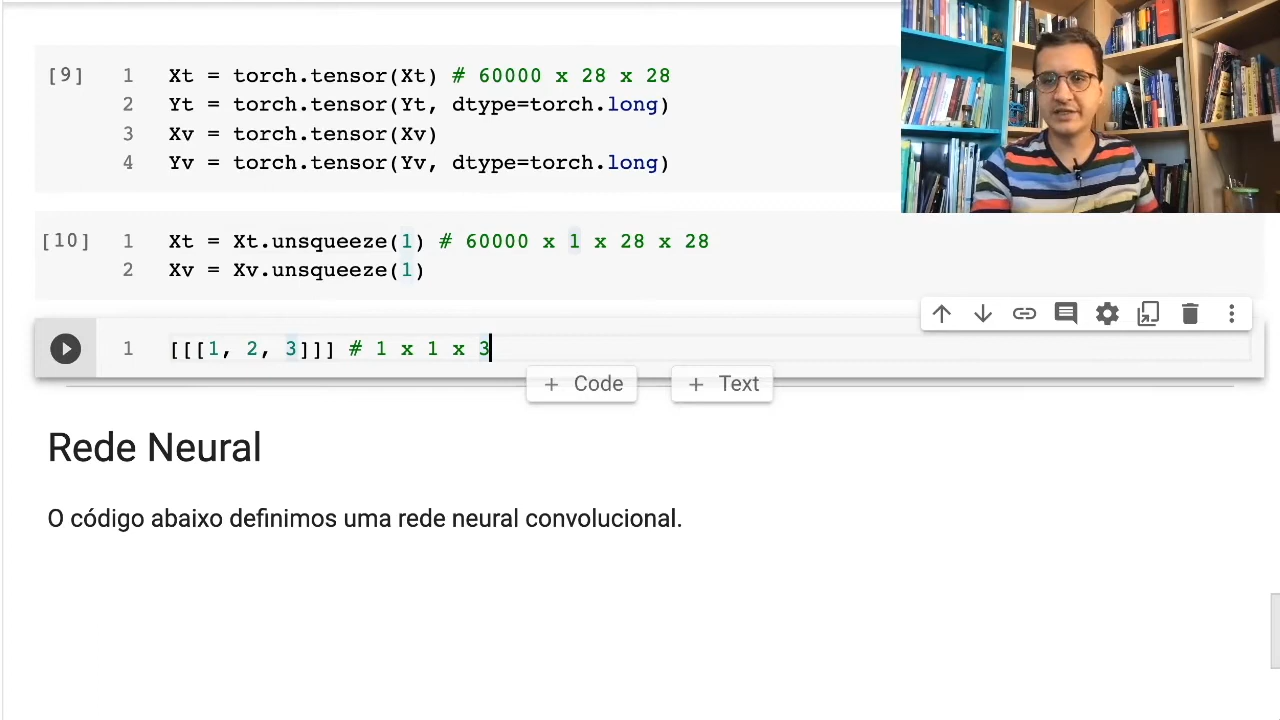 [9] 1 Xt = torch.tensor(Xt) # 60000 x 28 x 28
2 Yt = torch.tensor(Yt, dtype=torch.long)
3 Xv = torch.tensor(Xv)
4 Yv = torch.tensor(Yv, dtype=torch.long)
[10] 1 Xt = Xt.unsqueeze(1) # 60000 x 1 x 28 x 28
2 Xv = Xv.unsqueeze(1)
1 [[[1, 2, 3]]] # 1 x 1 x 3
+ Code + Text
Rede Neural
O código abaixo definimos uma rede neural convolucional.